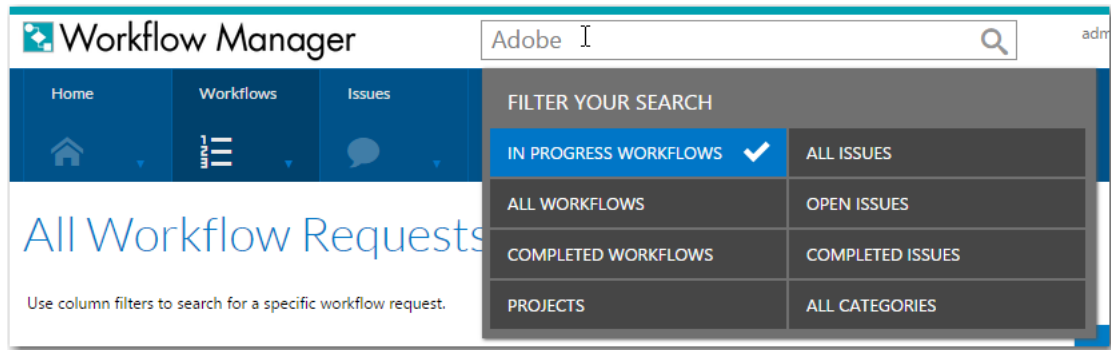 Workflow Manager
Adobe
adm
Home
Workflows
Issues
FILTER YOUR SEARCH
IN PROGRESS WORKFLOWS
ALL ISSUES
ALL WORKFLOWS
OPEN ISSUES
COMPLETED WORKFLOWS
COMPLETED ISSUES
PROJECTS
ALL CATEGORIES
All Workflow Requests
Use column filters to search for a specific workflow request.